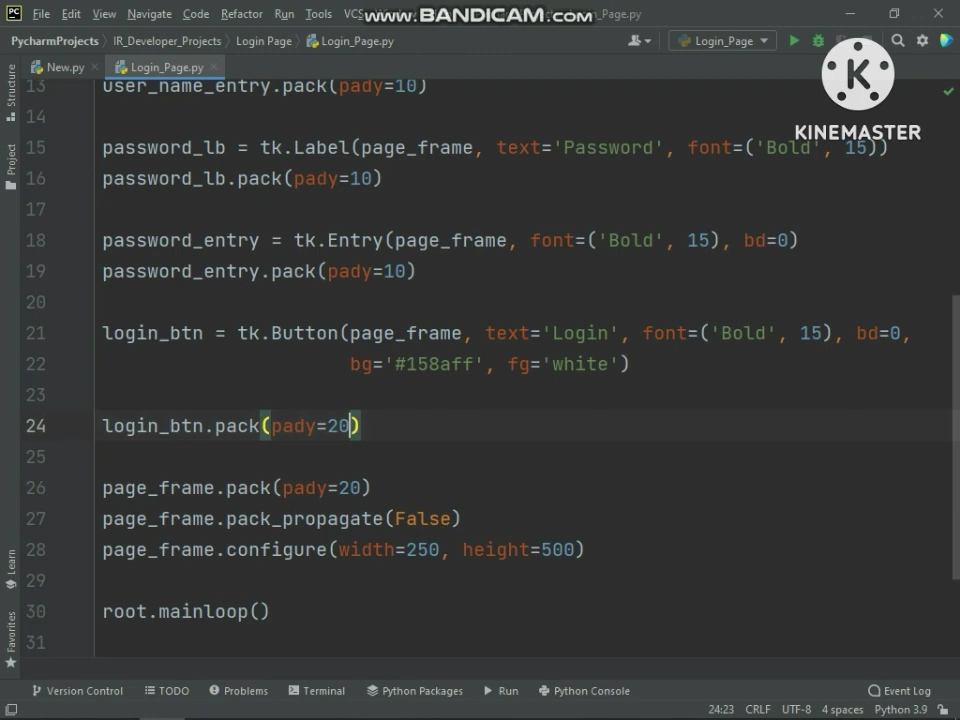 PC File Edit View Navigate Code Refactor Run Tools VCS www.BANDICAM.com _Page.py
PycharmProjects IR_Developer_Projects Login Page Login_Page.py Login_Page
New.py Login_Page.py
K
KINEMASTER
Structure
Project
Learn
Favorites
13 user_name_entry.pack(pady=10)
14
15 password_lb = tk.Label(page_frame, text='Password', font=('Bold', 15))
16 password_lb.pack(pady=10)
17
18 password_entry = tk.Entry(page_frame, font=('Bold', 15), bd=0)
19 password_entry.pack(pady=10)
20
21 login_btn = tk.Button(page_frame, text='Login', font=('Bold', 15), bd=0,
22 bg='#158aff', fg='white')
23
24 login_btn.pack(pady=20)
25
26 page_frame.pack(pady=20)
27 page_frame.pack_propagate(False)
28 page_frame.configure(width=250, height=500)
29
30 root.mainloop()
31
Version Control TODO Problems Terminal Python Packages Run Python Console Event Log
24:23 CRLF UTF-8 4 spaces Python 3.9